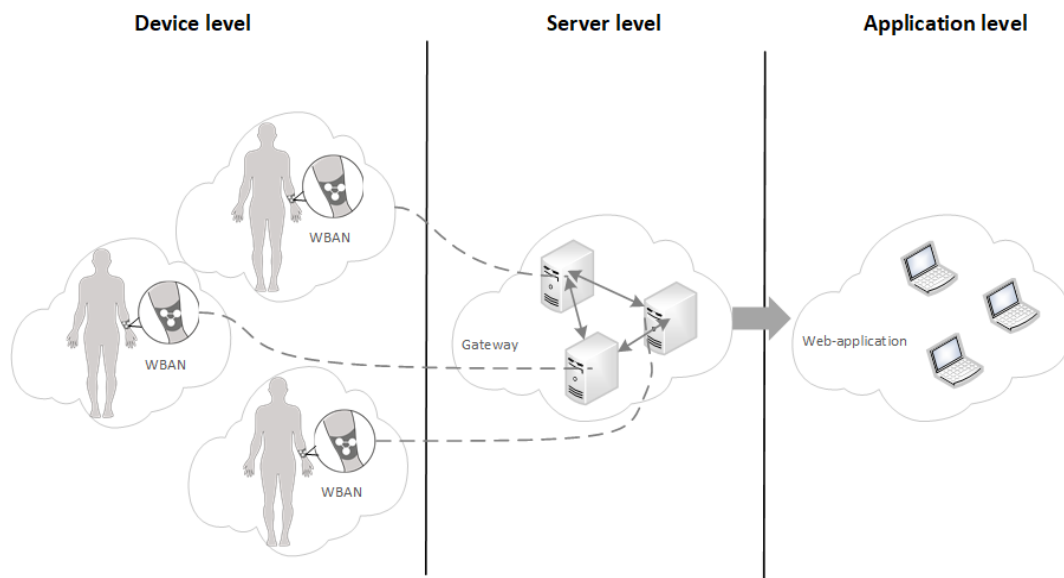 Device level
Server level
Application level
WBAN
WBAN
WBAN
Gateway
Web-application